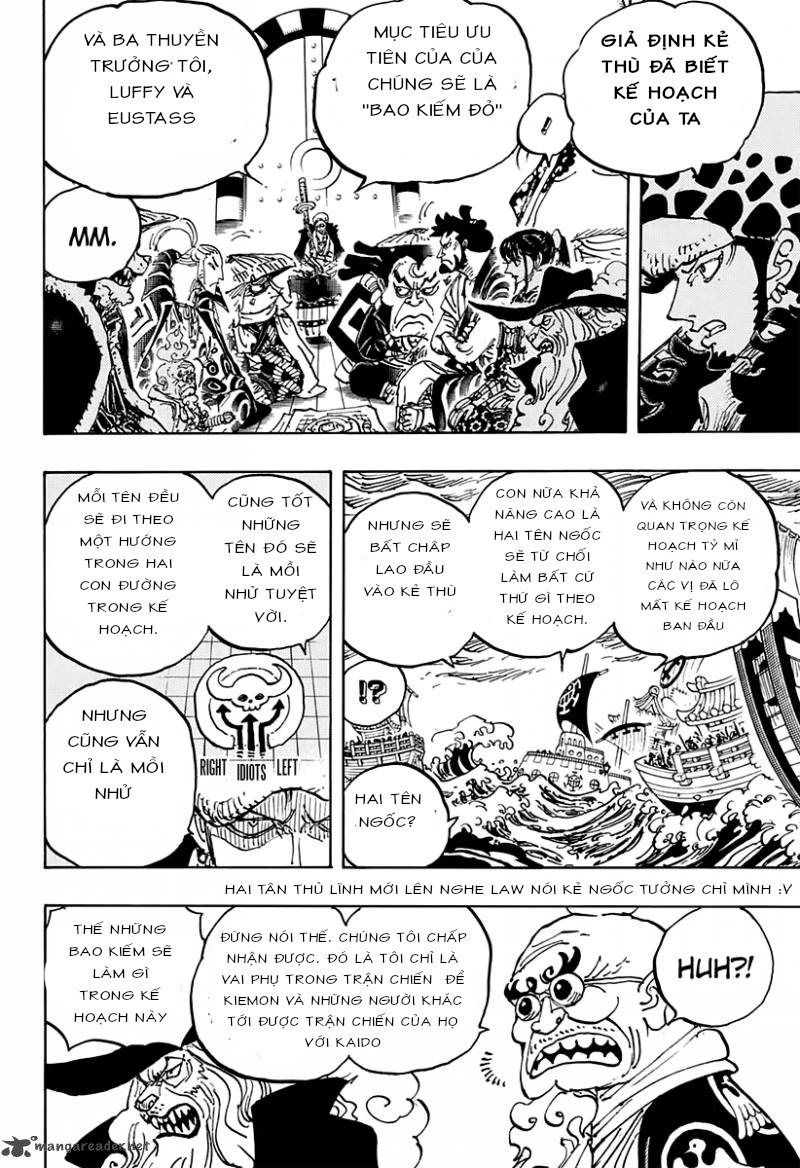 GIẢ ĐỊNH KẺ
THÙ ĐÃ BIẾT
KẾ HOẠCH
CỦA TA
!
MỤC TIÊU ƯU
TIÊN CỦA CỦA
CHÚNG SẼ LÀ
"BAO KIẾM ĐỎ"
VÀ BA THUYỀN
TRƯỞNG TÔI,
LUFFY VÀ
EUSTASS
MM.
VÀ KHÔNG CÒN
QUAN TRỌNG KẾ
HOẠCH TỶ MỈ
NHƯ NÀO NỮA
CÁC VỊ ĐÃ LÔ
MẤT KẾ HOẠCH
BAN ĐẦU
CON NỮA KHẢ
NĂNG CAO LÀ
HAI TÊN NGỐC
SẼ TỪ CHỐI
LÀM BẤT CỨ
THỨ GÌ THEO
KẾ HOẠCH.
NHƯNG SẼ
BẤT CHÂP
LAO ĐẦU
VÀO KẺ THÙ
!?
HAI TÊN
NGỐC?
CŨNG TỐT
NHỮNG
TÊN ĐÓ SẼ
LÀ MỒI
NHỬ TUYỆT
VỜI.
MỖI TÊN ĐỀU
SẼ ĐI THEO
MỘT HƯỚNG
TRONG HAI
CON ĐƯỜNG
TRONG KẾ
HOẠCH.
RIGHT IDIOTS LEFT
NHƯNG
CŨNG VẪN
CHỈ LÀ MỒI
NHỬ
HAI TÂN THỦ LĨNH MỚI LÊN NGHE LAW NÓI KẺ NGỐC TƯỞNG CHỈ MÌNH :V
HUH?!
ĐỪNG NÓI THẾ. CHÚNG TÔI CHẤP
NHẬN ĐƯỢC. ĐÓ LÀ TÔI CHỈ LÀ
VAI PHỤ TRONG TRẬN CHIẾN ĐỂ
KIEMON VÀ NHỮNG NGƯỜI KHÁC
TỚI ĐƯỢC TRẬN CHIẾN CỦA HỌ
VỚI KAIDO
THẾ NHỮNG
BAO KIẾM SẼ
LÀM GÌ
TRONG KẾ
HOẠCH NÀY
mangareader.net